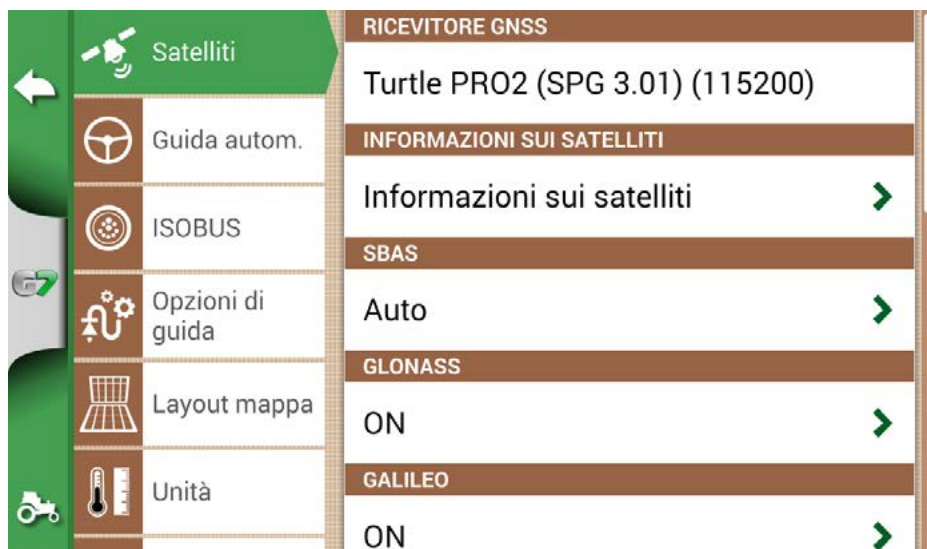 Satelliti
Guida autom.
ISOBUS
Opzioni di
guida
Layout mappa
Unità
G7
RICEVITORE GNSS
Turtle PRO2 (SPG 3.01) (115200)
INFORMAZIONI SUI SATELLITI
Informazioni sui satelliti
SBAS
Auto
GLONASS
ON
GALILEO
ON